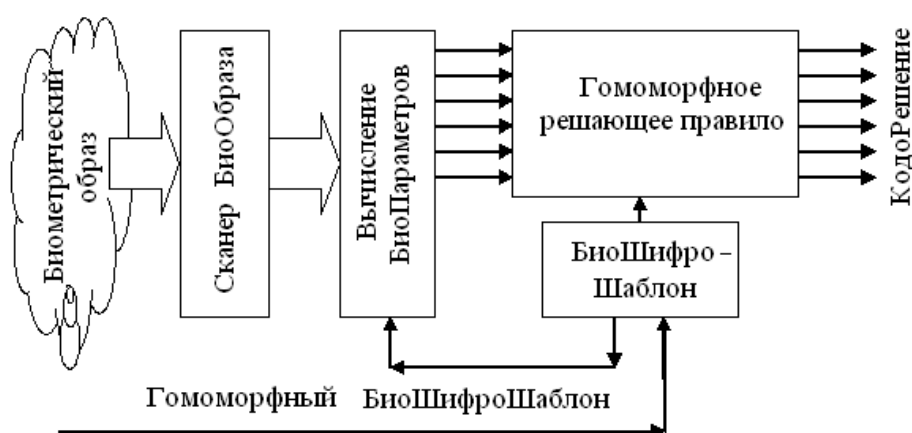 Биометрический
образ
Сканер БиоОбраза
Вычисление
БиоПараметров
Гомоморфное
решающее правило
КодоРешение
БиоШифро –
Шаблон
Гомоморфный БиоШифроШаблон